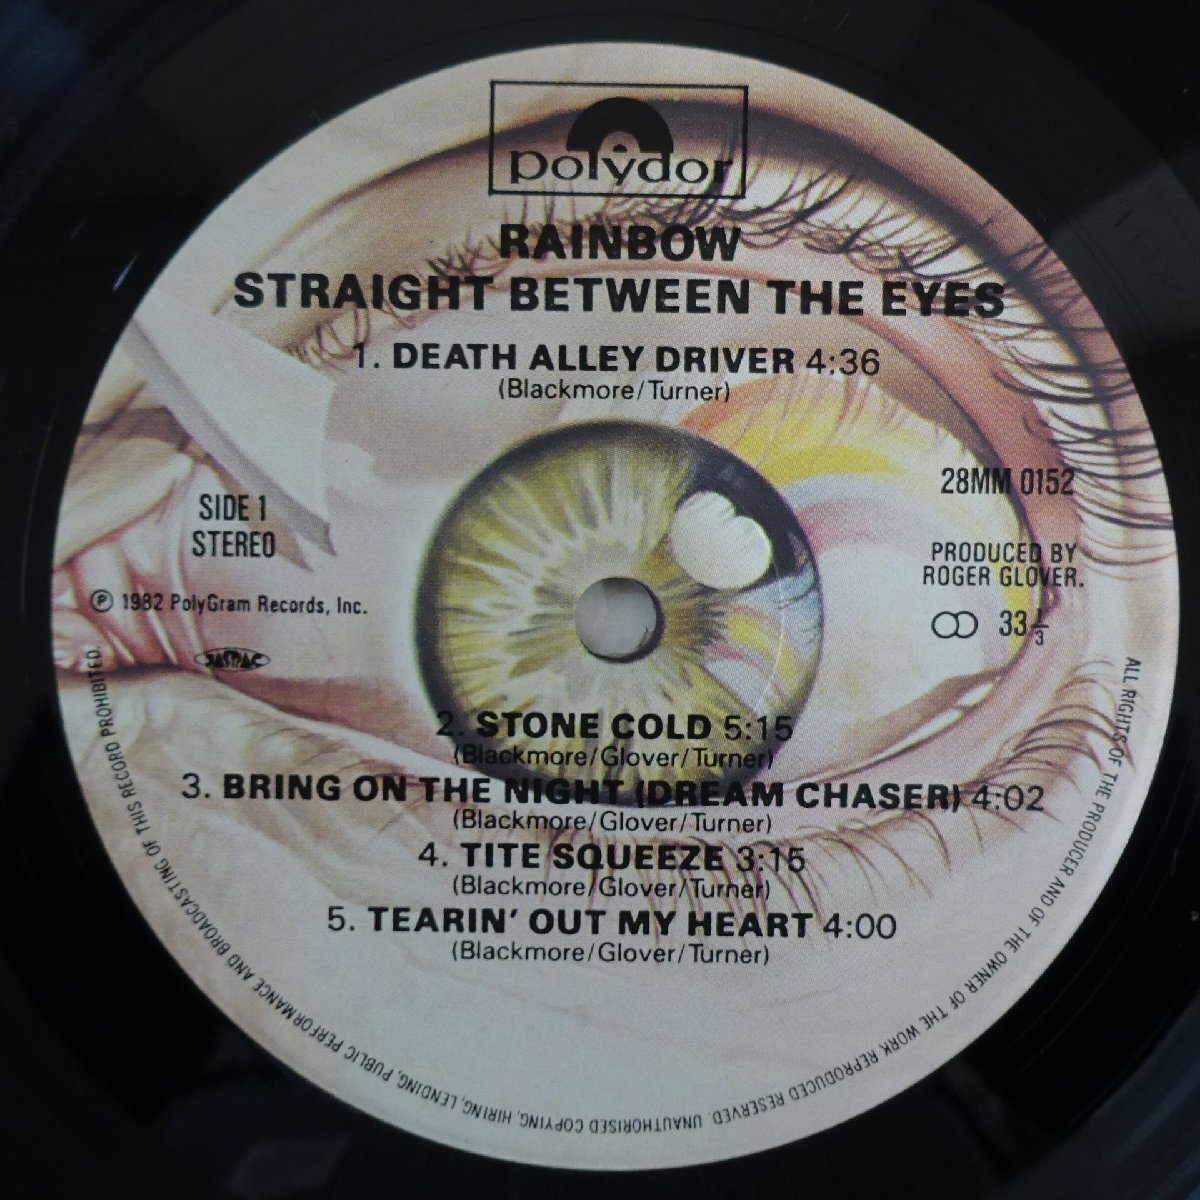 polydor
RAINBOW
STRAIGHT BETWEEN THE EYES
1. DEATH ALLEY DRIVER 4:36
(Blackmore/Turner)
28MM 0152
SIDE 1
STEREO
PRODUCED BY
ROGER GLOVER.
℗ 1982 PolyGram Records, Inc.
33 1/3
JASRAC
2. STONE COLD 5:15
(Blackmore/Glover/Turner)
3. BRING ON THE NIGHT (DREAM CHASER) 4:02
(Blackmore/Glover/Turner)
4. TITE SQUEEZE 3:15
(Blackmore/Glover/Turner)
5. TEARIN' OUT MY HEART 4:00
(Blackmore/Glover/Turner)
ALL RIGHTS OF THE PRODUCER AND OF THE OWNER OF THE WORK REPRODUCED RESERVED. UNAUTHORISED COPYING, HIRING, LENDING, PUBLIC PERFORMANCE AND BROADCASTING OF THIS RECORD PROHIBITED.